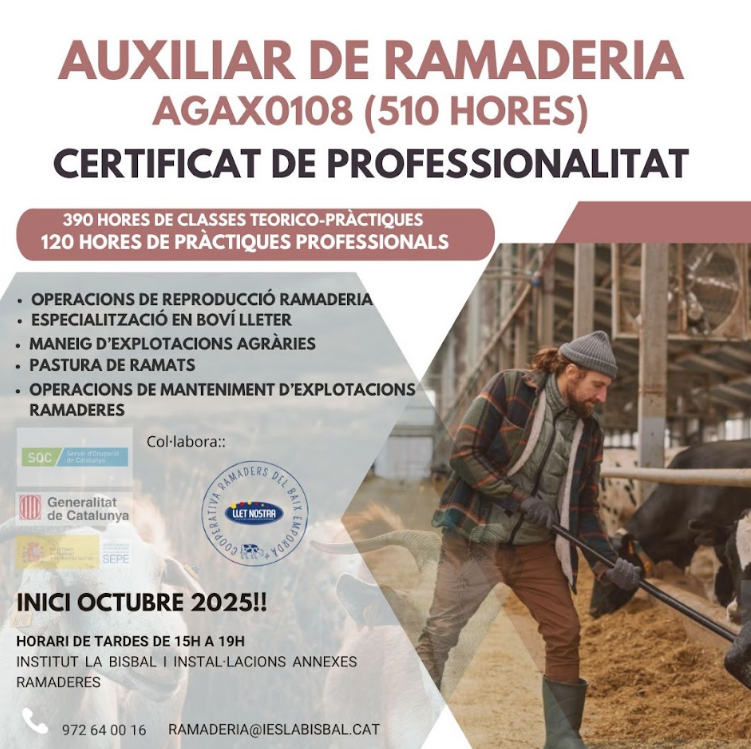 AUXILIAR DE RAMADERIA
AGAX0108 (510 HORES)
CERTIFICAT DE PROFESSIONALITAT
390 HORES DE CLASSES TEORICO-PRÀCTIQUES
120 HORES DE PRÀCTIQUES PROFESSIONALS
• OPERACIONS DE REPRODUCCIÓ RAMADERIA
• ESPECIALITZACIÓ EN BOVÍ LLETER
• MANEIG D'EXPLOTACIONS AGRÀRIES
• PASTURA DE RAMATS
• OPERACIONS DE MANTENIMENT D'EXPLOTACIONS
RAMADERES
Col·labora::
SOC Servei d'Ocupació
de Catalunya
Generalitat
de Catalunya
SEPE
COOPERATIVA RAMADERS DEL BAIX EMPORDÀ
LLET NOSTRA
INICI OCTUBRE 2025!!
HORARI DE TARDES DE 15H A 19H
INSTITUT LA BISBAL I INSTAL·LACIONS ANNEXES
RAMADERES
972 64 00 16 RAMADERIA@IESLABISBAL.CAT